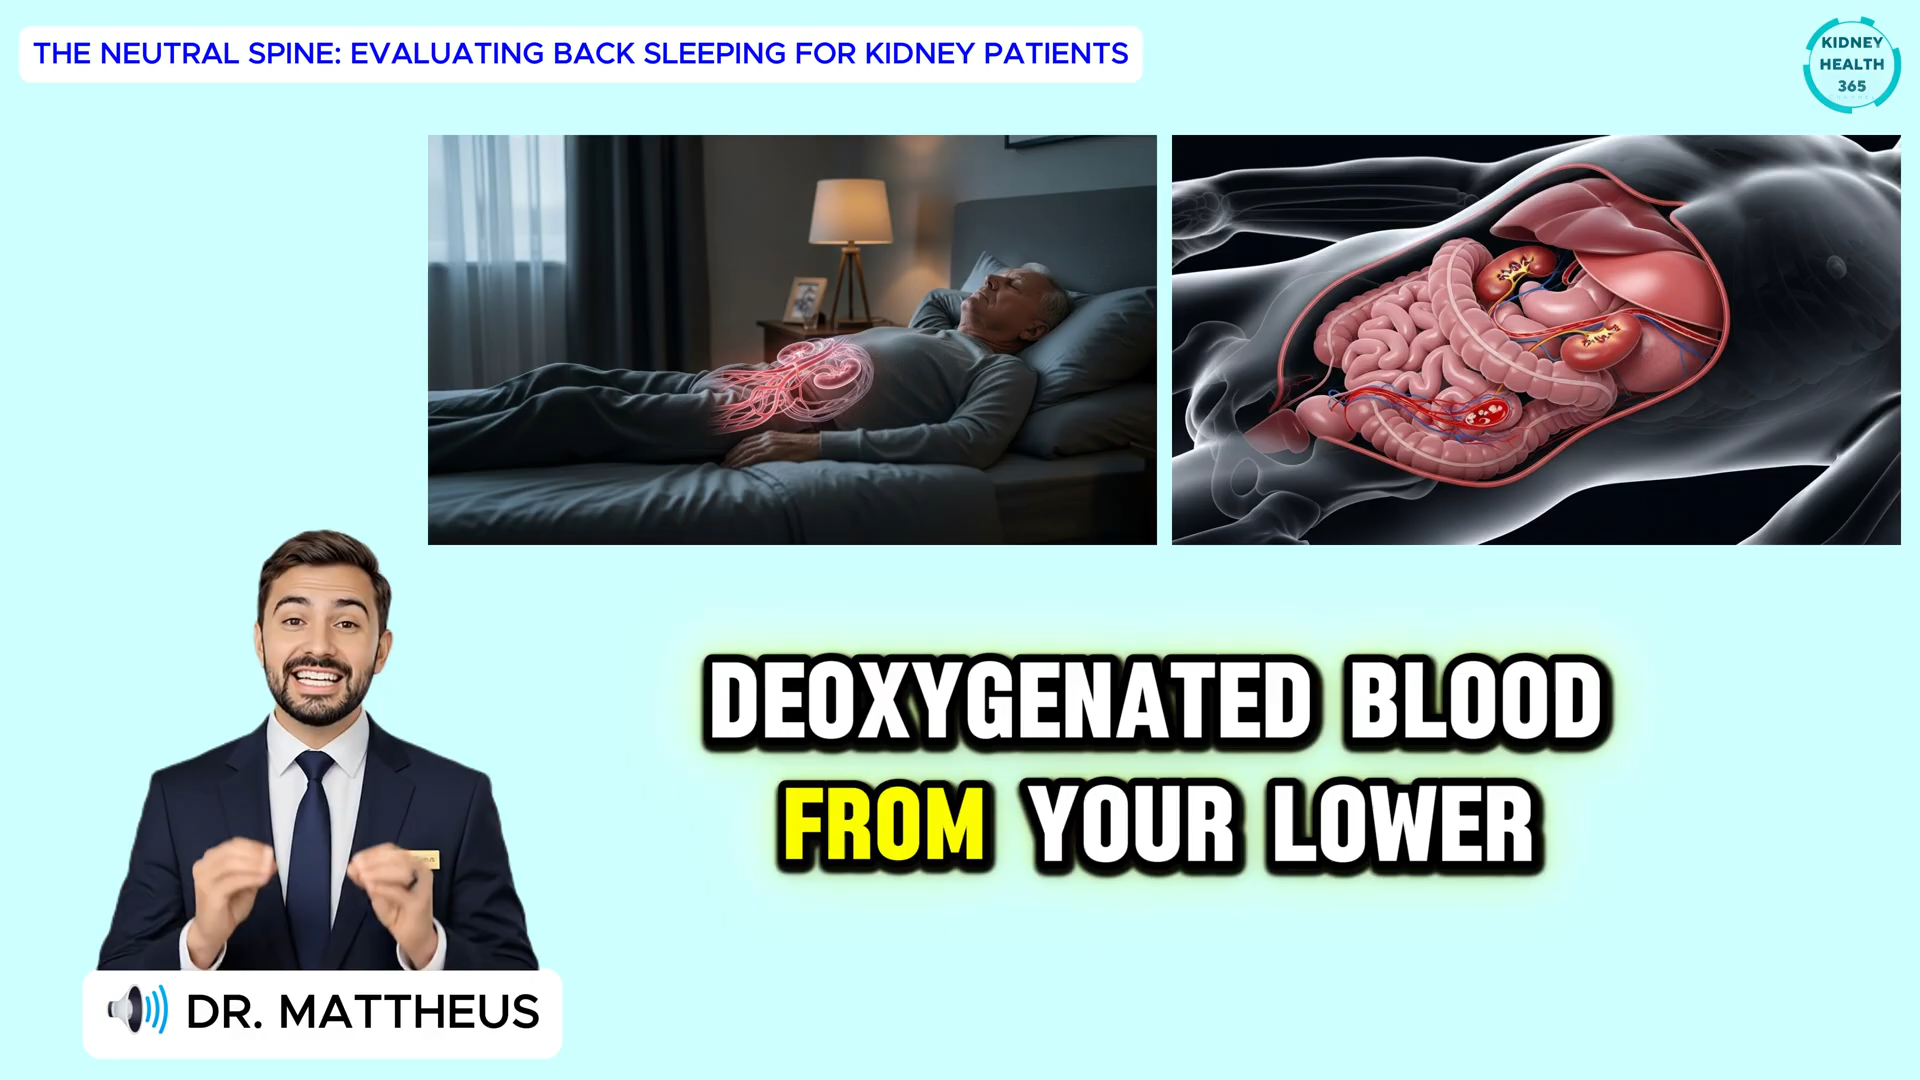 THE NEUTRAL SPINE: EVALUATING BACK SLEEPING FOR KIDNEY PATIENTS
KIDNEY
HEALTH
365
DEOXYGENATED BLOOD
FROM YOUR LOWER
DR. MATTHEUS